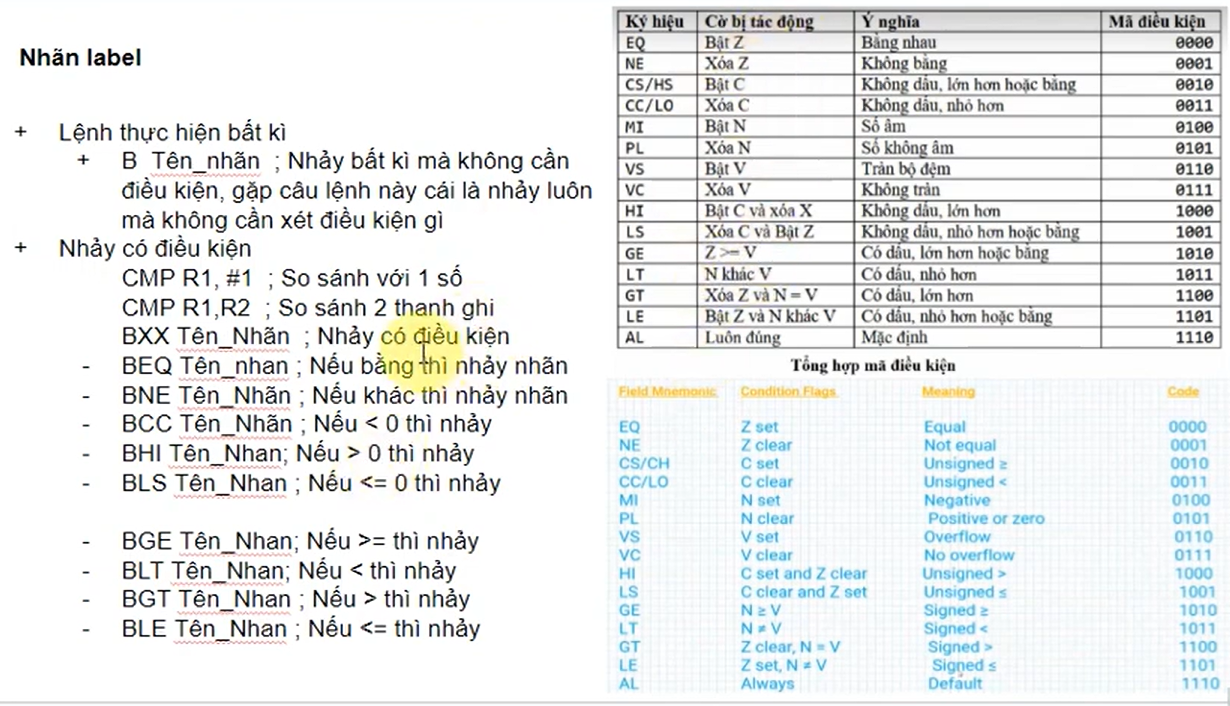 Nhãn label
+ Lệnh thực hiện bất kì
+ B Tên_nhãn ; Nhảy bất kì mà không cần
điều kiện, gặp câu lệnh này cái là nhảy luôn
mà không cần xét điều kiện gì
+ Nhảy có điều kiện
CMP R1, #1 ; So sánh với 1 số
CMP R1,R2 ; So sánh 2 thanh ghi
BXX Tên_Nhãn ; Nhảy có điều kiện
- BEQ Tên_nhan ; Nếu bằng thì nhảy nhãn
- BNE Tên_Nhãn ; Nếu khác thì nhảy nhãn
- BCC Tên_Nhãn ; Nếu < 0 thì nhảy
- BHI Tên_Nhan; Nếu > 0 thì nhảy
- BLS Tên_Nhan ; Nếu <= 0 thì nhảy
- BGE Tên_Nhan; Nếu >= thì nhảy
- BLT Tên_Nhan; Nếu < thì nhảy
- BGT Tên_Nhan ; Nếu > thì nhảy
- BLE Tên_Nhan ; Nếu <= thì nhảy
Ký hiệu Cờ bị tác động Ý nghĩa Mã điều kiện
EQ Bật Z Bằng nhau 0000
NE Xóa Z Không bằng 0001
CS/HS Bật C Không dấu, lớn hơn hoặc bằng 0010
CC/LO Xóa C Không dấu, nhỏ hơn 0011
MI Bật N Số âm 0100
PL Xóa N Số không âm 0101
VS Bật V Tràn bộ đệm 0110
VC Xóa V Không tràn 0111
HI Bật C và xóa X Không dấu, lớn hơn 1000
LS Xóa C và Bật Z Không dấu, nhỏ hơn hoặc bằng 1001
GE Z >= V Có dấu, lớn hơn hoặc bằng 1010
LT N khác V Có dấu, nhỏ hơn 1011
GT Xóa Z và N = V Có dấu, lớn hơn 1100
LE Bật Z và N khác V Có dấu, nhỏ hơn hoặc bằng 1101
AL Luôn đúng Mặc định 1110
Tổng hợp mã điều kiện
Field Mnemonic Condition Flags Meaning Code
EQ Z set Equal 0000
NE Z clear Not equal 0001
CS/CH C set Unsigned ≥ 0010
CC/LO C clear Unsigned < 0011
MI N set Negative 0100
PL N clear Positive or zero 0101
VS V set Overflow 0110
VC V clear No overflow 0111
HI C set and Z clear Unsigned > 1000
LS C clear and Z set Unsigned ≤ 1001
GE N ≥ V Signed ≥ 1010
LT N ≠ V Signed < 1011
GT Z clear, N = V Signed > 1100
LE Z set, N ≠ V Signed ≤ 1101
AL Always Default 1110